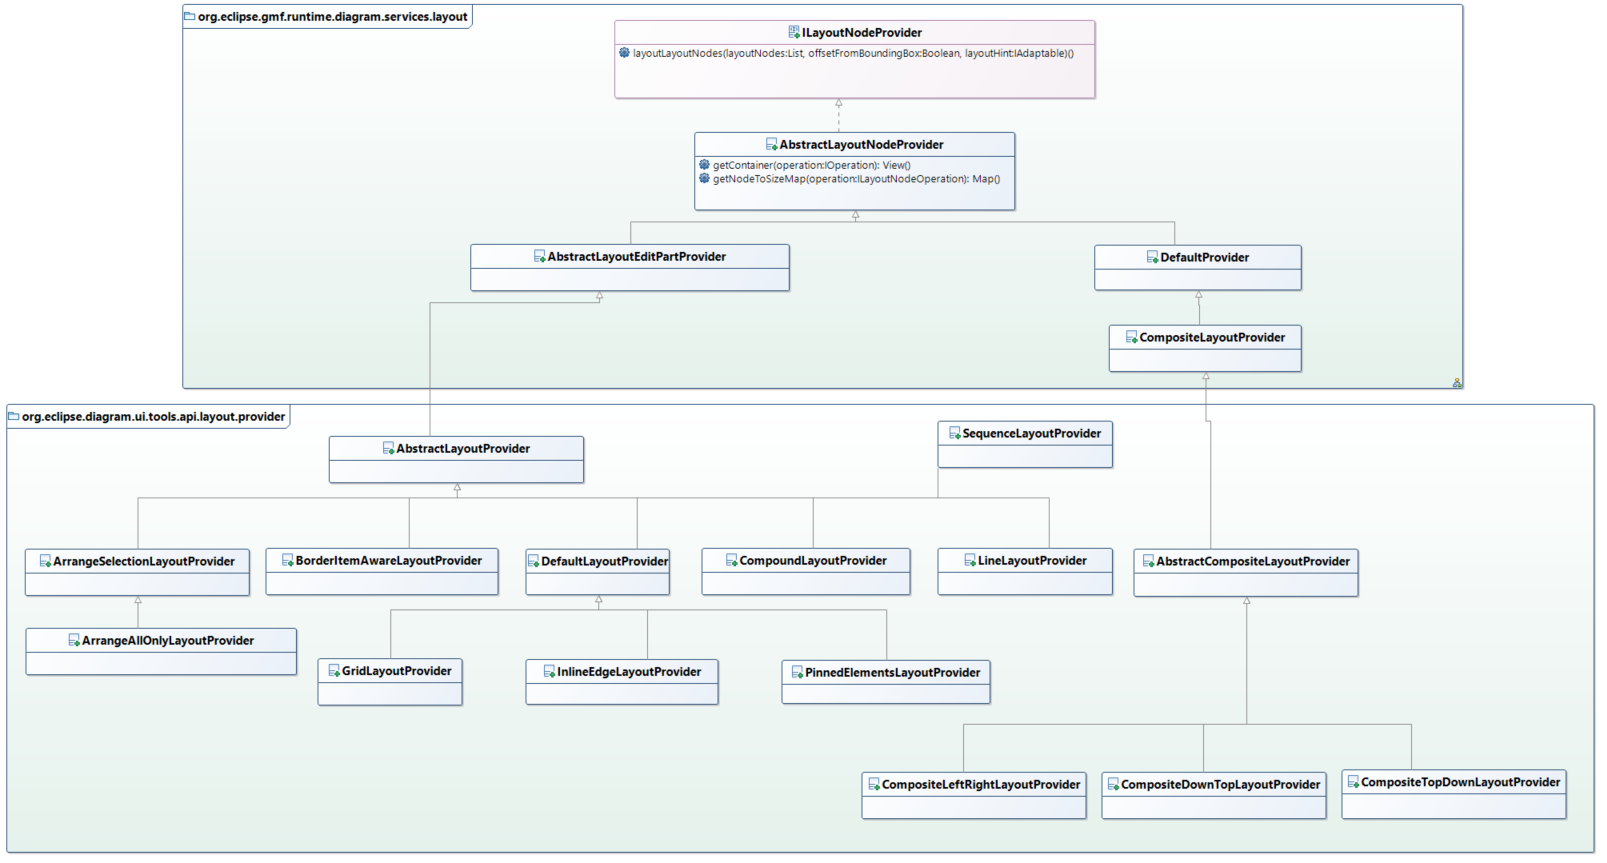 org.eclipse.gmf.runtime.diagram.services.layout
ILayoutNodeProvider
layoutLayoutNodes(layoutNodes:List, offsetFromBoundingBox:Boolean, layoutHint:IAdaptable)()
AbstractLayoutNodeProvider
getContainer(operation:IOperation): View()
getNodeToSizeMap(operation:ILayoutNodeOperation): Map()
AbstractLayoutEditPartProvider
DefaultProvider
CompositeLayoutProvider
org.eclipse.diagram.ui.tools.api.layout.provider
SequenceLayoutProvider
AbstractLayoutProvider
ArrangeSelectionLayoutProvider
BorderItemAwareLayoutProvider
DefaultLayoutProvider
CompoundLayoutProvider
LineLayoutProvider
AbstractCompositeLayoutProvider
ArrangeAllOnlyLayoutProvider
GridLayoutProvider
InlineEdgeLayoutProvider
PinnedElementsLayoutProvider
CompositeLeftRightLayoutProvider
CompositeDownTopLayoutProvider
CompositeTopDownLayoutProvider